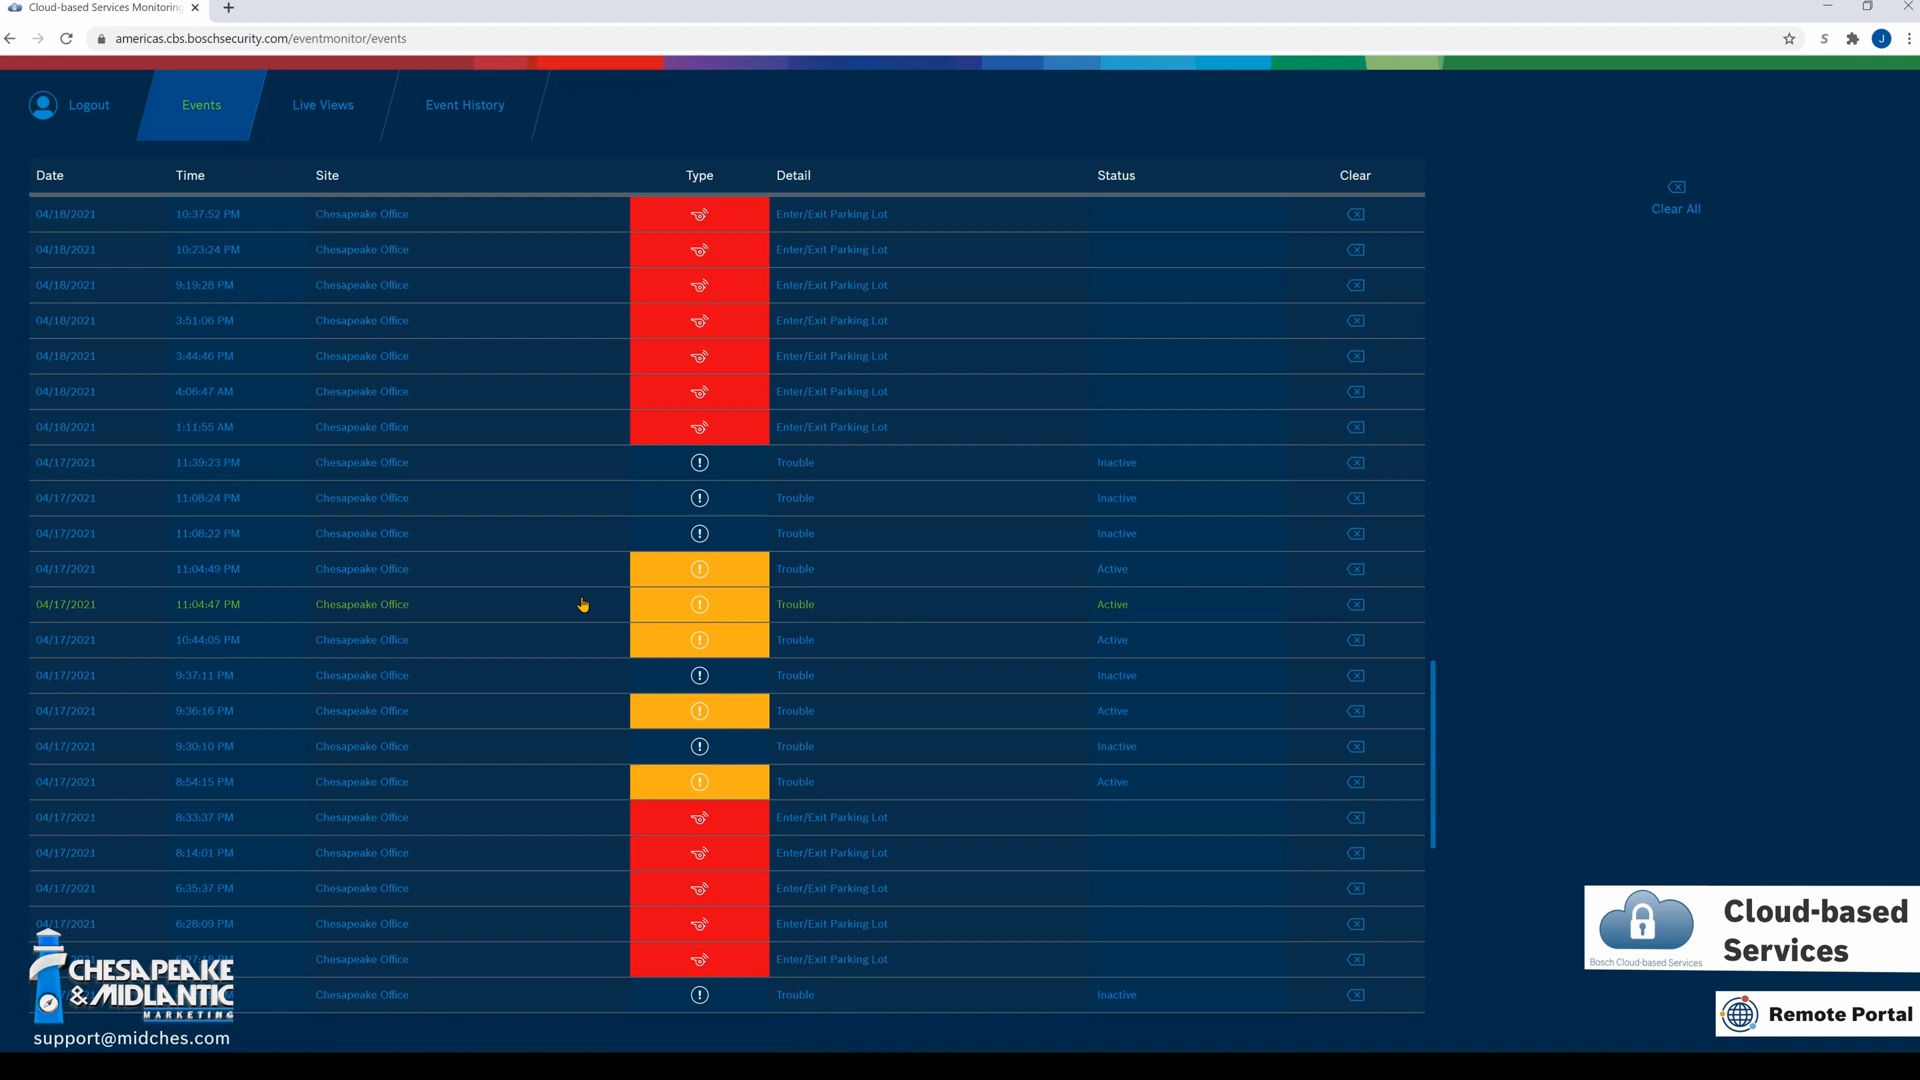 Cloud-based Services Monitoring
americas.cbs.boschsecurity.com/eventmonitor/events
S
J
Logout Events Live Views Event History
Date Time Site Type Detail Status Clear
Clear All
04/18/2021 10:37:52 PM Chesapeake Office Enter/Exit Parking Lot
04/18/2021 10:23:24 PM Chesapeake Office Enter/Exit Parking Lot
04/18/2021 9:19:28 PM Chesapeake Office Enter/Exit Parking Lot
04/18/2021 3:51:06 PM Chesapeake Office Enter/Exit Parking Lot
04/18/2021 3:44:46 PM Chesapeake Office Enter/Exit Parking Lot
04/18/2021 4:06:47 AM Chesapeake Office Enter/Exit Parking Lot
04/18/2021 1:11:55 AM Chesapeake Office Enter/Exit Parking Lot
04/17/2021 11:39:23 PM Chesapeake Office Trouble Inactive
04/17/2021 11:08:24 PM Chesapeake Office Trouble Inactive
04/17/2021 11:08:22 PM Chesapeake Office Trouble Inactive
04/17/2021 11:04:49 PM Chesapeake Office Trouble Active
04/17/2021 11:04:47 PM Chesapeake Office Trouble Active
04/17/2021 10:44:05 PM Chesapeake Office Trouble Active
04/17/2021 9:37:11 PM Chesapeake Office Trouble Inactive
04/17/2021 9:36:16 PM Chesapeake Office Trouble Active
04/17/2021 9:30:10 PM Chesapeake Office Trouble Inactive
04/17/2021 8:54:15 PM Chesapeake Office Trouble Active
04/17/2021 8:33:37 PM Chesapeake Office Enter/Exit Parking Lot
04/17/2021 8:14:01 PM Chesapeake Office Enter/Exit Parking Lot
04/17/2021 6:35:37 PM Chesapeake Office Enter/Exit Parking Lot
04/17/2021 6:28:09 PM Chesapeake Office Enter/Exit Parking Lot
Chesapeake Office Enter/Exit Parking Lot
Chesapeake Office Trouble Inactive
CHESAPEAKE
& MIDLANTIC
MARKETING
support@midches.com
Cloud-based
Services
Bosch Cloud-based Services
Remote Portal